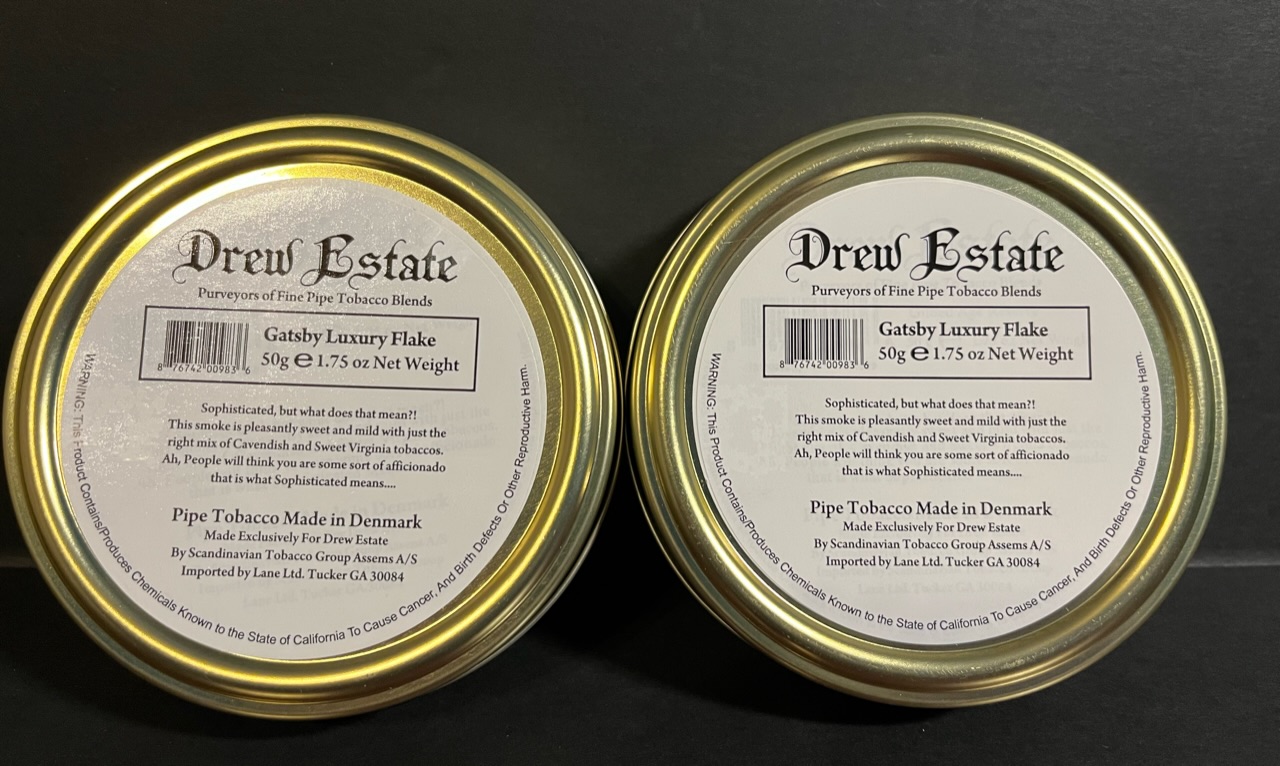 Drew Estate
Purveyors of Fine Pipe Tobacco Blends
Gatsby Luxury Flake
50g ℮ 1.75 oz Net Weight
8 76742 00983 6
Sophisticated, but what does that mean?!
This smoke is pleasantly sweet and mild with just the
right mix of Cavendish and Sweet Virginia tobaccos.
Ah, People will think you are some sort of afficionado
that is what Sophisticated means....
Pipe Tobacco Made in Denmark
Made Exclusively For Drew Estate
By Scandinavian Tobacco Group Assems A/S
Imported by Lane Ltd. Tucker GA 30084
WARNING: This Product Contains/Produces Chemicals Known to the State of California To Cause Cancer, And Birth Defects Or Other Reproductive Harm.
Drew Estate
Purveyors of Fine Pipe Tobacco Blends
Gatsby Luxury Flake
50g ℮ 1.75 oz Net Weight
8 76742 00983 6
Sophisticated, but what does that mean?!
This smoke is pleasantly sweet and mild with just the
right mix of Cavendish and Sweet Virginia tobaccos.
Ah, People will think you are some sort of afficionado
that is what Sophisticated means....
Pipe Tobacco Made in Denmark
Made Exclusively For Drew Estate
By Scandinavian Tobacco Group Assems A/S
Imported by Lane Ltd. Tucker GA 30084
WARNING: This Product Contains/Produces Chemicals Known to the State of California To Cause Cancer, And Birth Defects Or Other Reproductive Harm.